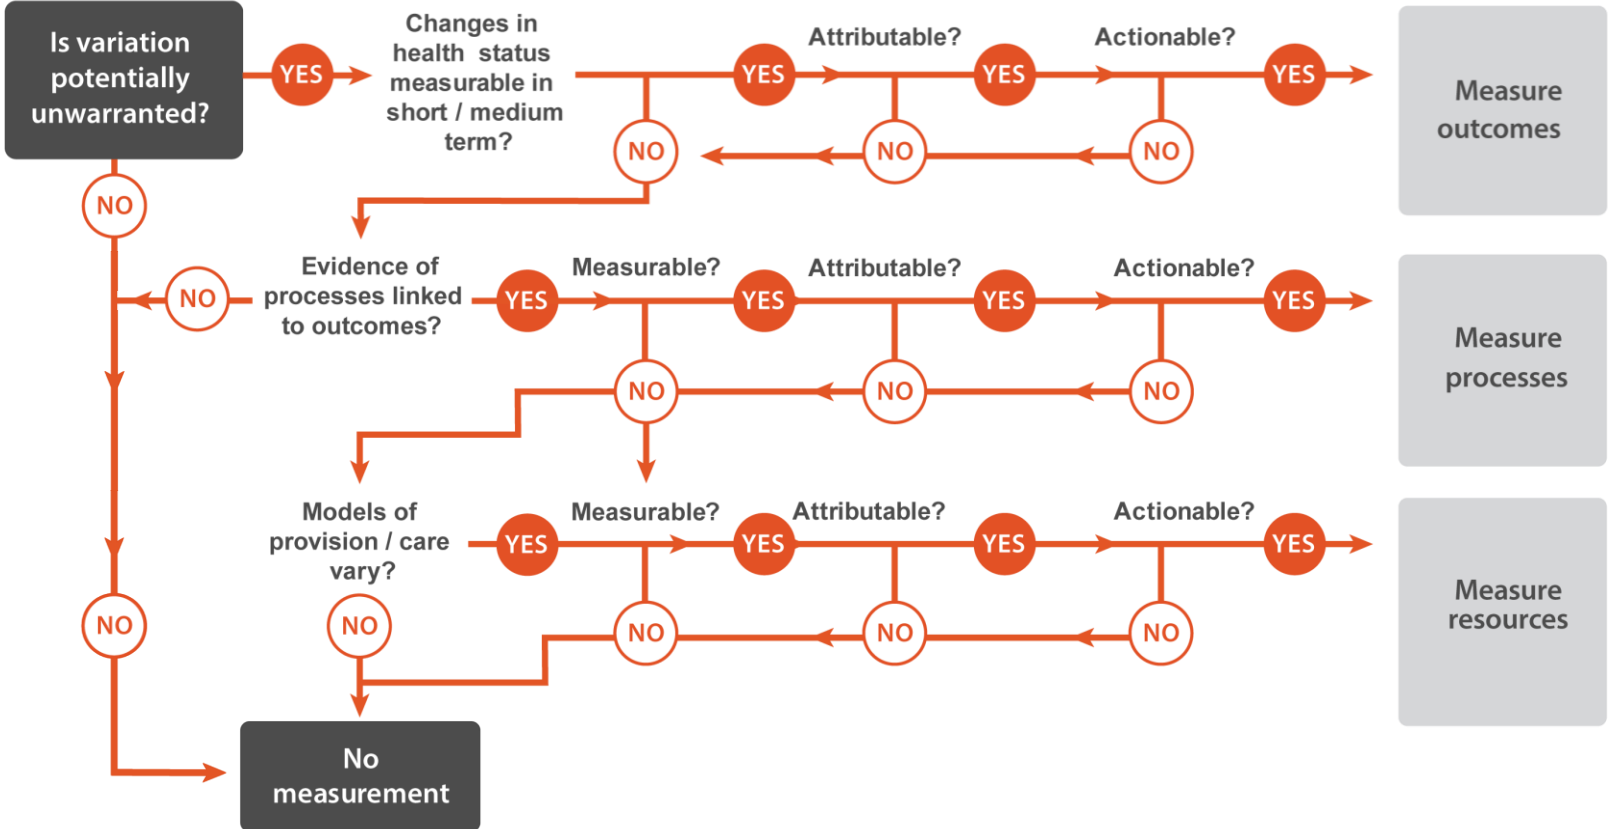 Is variation
potentially
unwarranted?
YES
Changes in
health status
measurable in
short / medium
term?
YES
Attributable?
YES
Actionable?
YES
Measure
outcomes
NO
NO
NO
NO
NO
Evidence of
processes linked
to outcomes?
YES
Measurable?
YES
Attributable?
YES
Actionable?
YES
Measure
processes
NO
NO
NO
Models of
provision / care
vary?
YES
Measurable?
YES
Attributable?
YES
Actionable?
YES
Measure
resources
NO
NO
NO
NO
NO
No
measurement